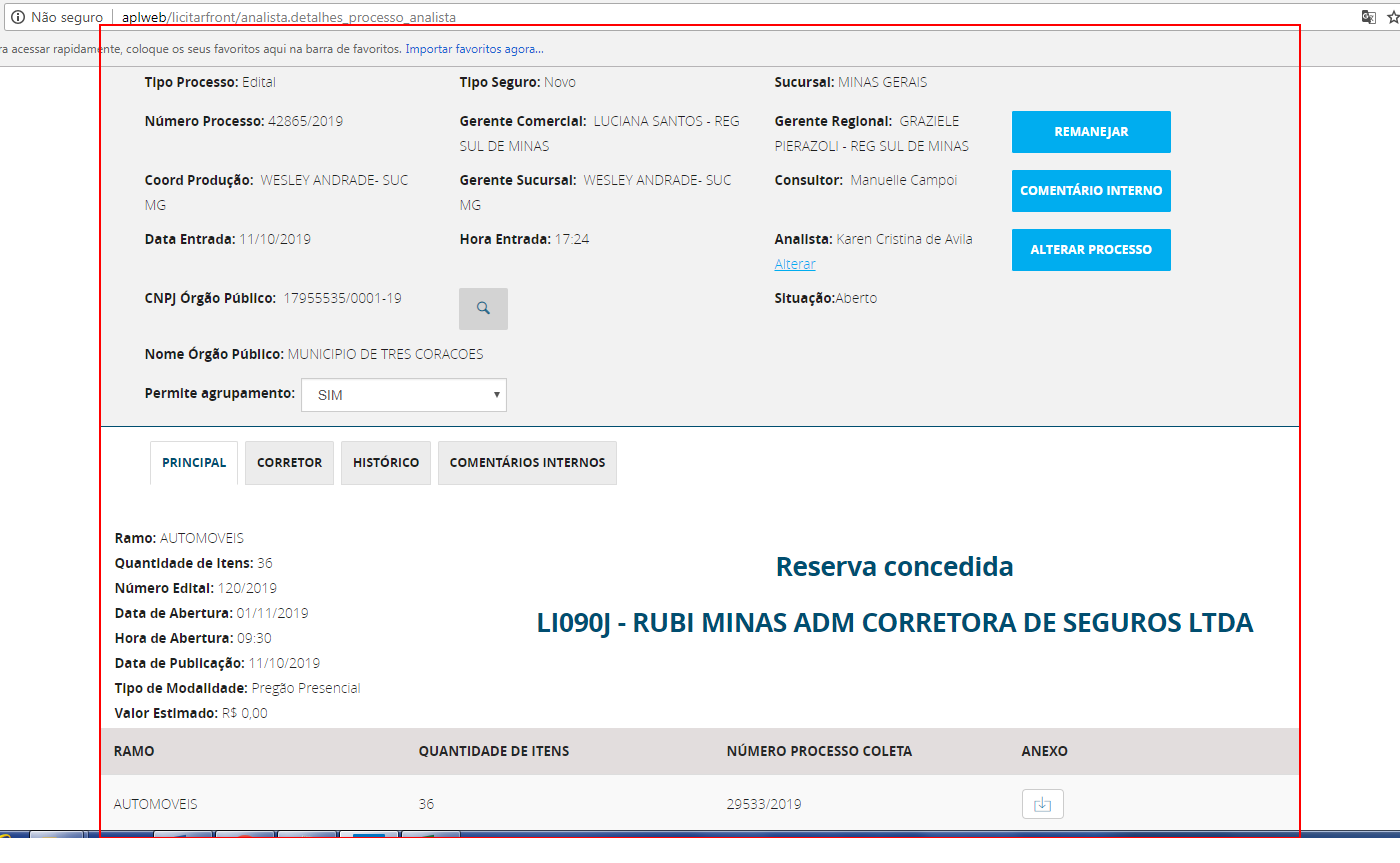 Não seguro | aplweb/licitarfront/analista.detalhes_processo_analista
ra acessar rapidamente, coloque os seus favoritos aqui na barra de favoritos. Importar favoritos agora...
Tipo Processo: Edital
Tipo Seguro: Novo
Sucursal: MINAS GERAIS
Número Processo: 42865/2019
Gerente Comercial: LUCIANA SANTOS - REG
SUL DE MINAS
Gerente Regional: GRAZIELE
PIERAZOLI - REG SUL DE MINAS
REMANEJAR
Coord Produção: WESLEY ANDRADE- SUC
MG
Gerente Sucursal: WESLEY ANDRADE- SUC
MG
Consultor: Manuelle Campoi
COMENTÁRIO INTERNO
Data Entrada: 11/10/2019
Hora Entrada: 17:24
Analista: Karen Cristina de Avila
Alterar
ALTERAR PROCESSO
CNPJ Órgão Público: 17955535/0001-19
Situação:Aberto
Nome Órgão Público: MUNICIPIO DE TRES CORACOES
Permite agrupamento: SIM
PRINCIPAL
CORRETOR
HISTÓRICO
COMENTÁRIOS INTERNOS
Ramo: AUTOMOVEIS
Quantidade de Itens: 36
Número Edital: 120/2019
Data de Abertura: 01/11/2019
Hora de Abertura: 09:30
Data de Publicação: 11/10/2019
Tipo de Modalidade: Pregão Presencial
Valor Estimado: R$ 0,00
Reserva concedida
LI090J - RUBI MINAS ADM CORRETORA DE SEGUROS LTDA
RAMO QUANTIDADE DE ITENS NÚMERO PROCESSO COLETA ANEXO
AUTOMOVEIS 36 29533/2019